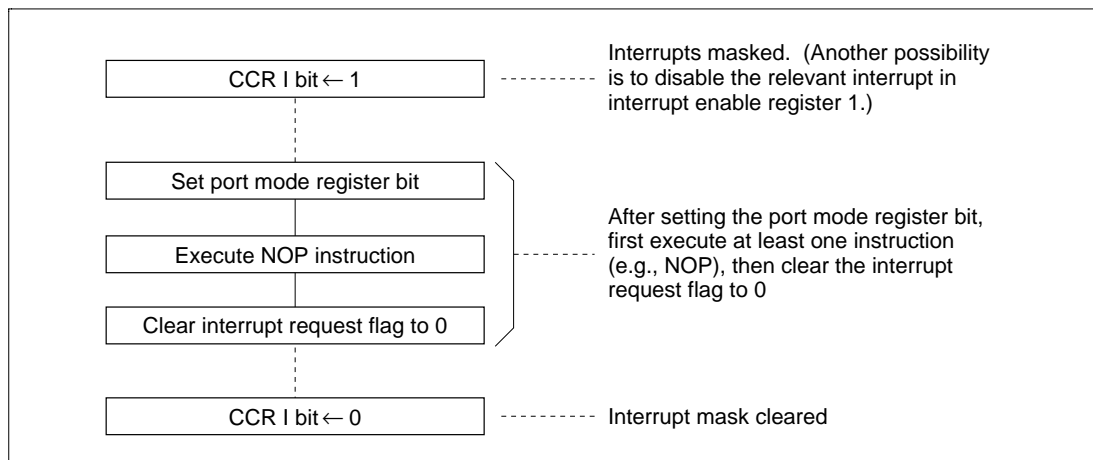 CCR I bit ← 1
Interrupts masked. (Another possibility
is to disable the relevant interrupt in
interrupt enable register 1.)
Set port mode register bit
Execute NOP instruction
Clear interrupt request flag to 0
After setting the port mode register bit,
first execute at least one instruction
(e.g., NOP), then clear the interrupt
request flag to 0
CCR I bit ← 0
Interrupt mask cleared